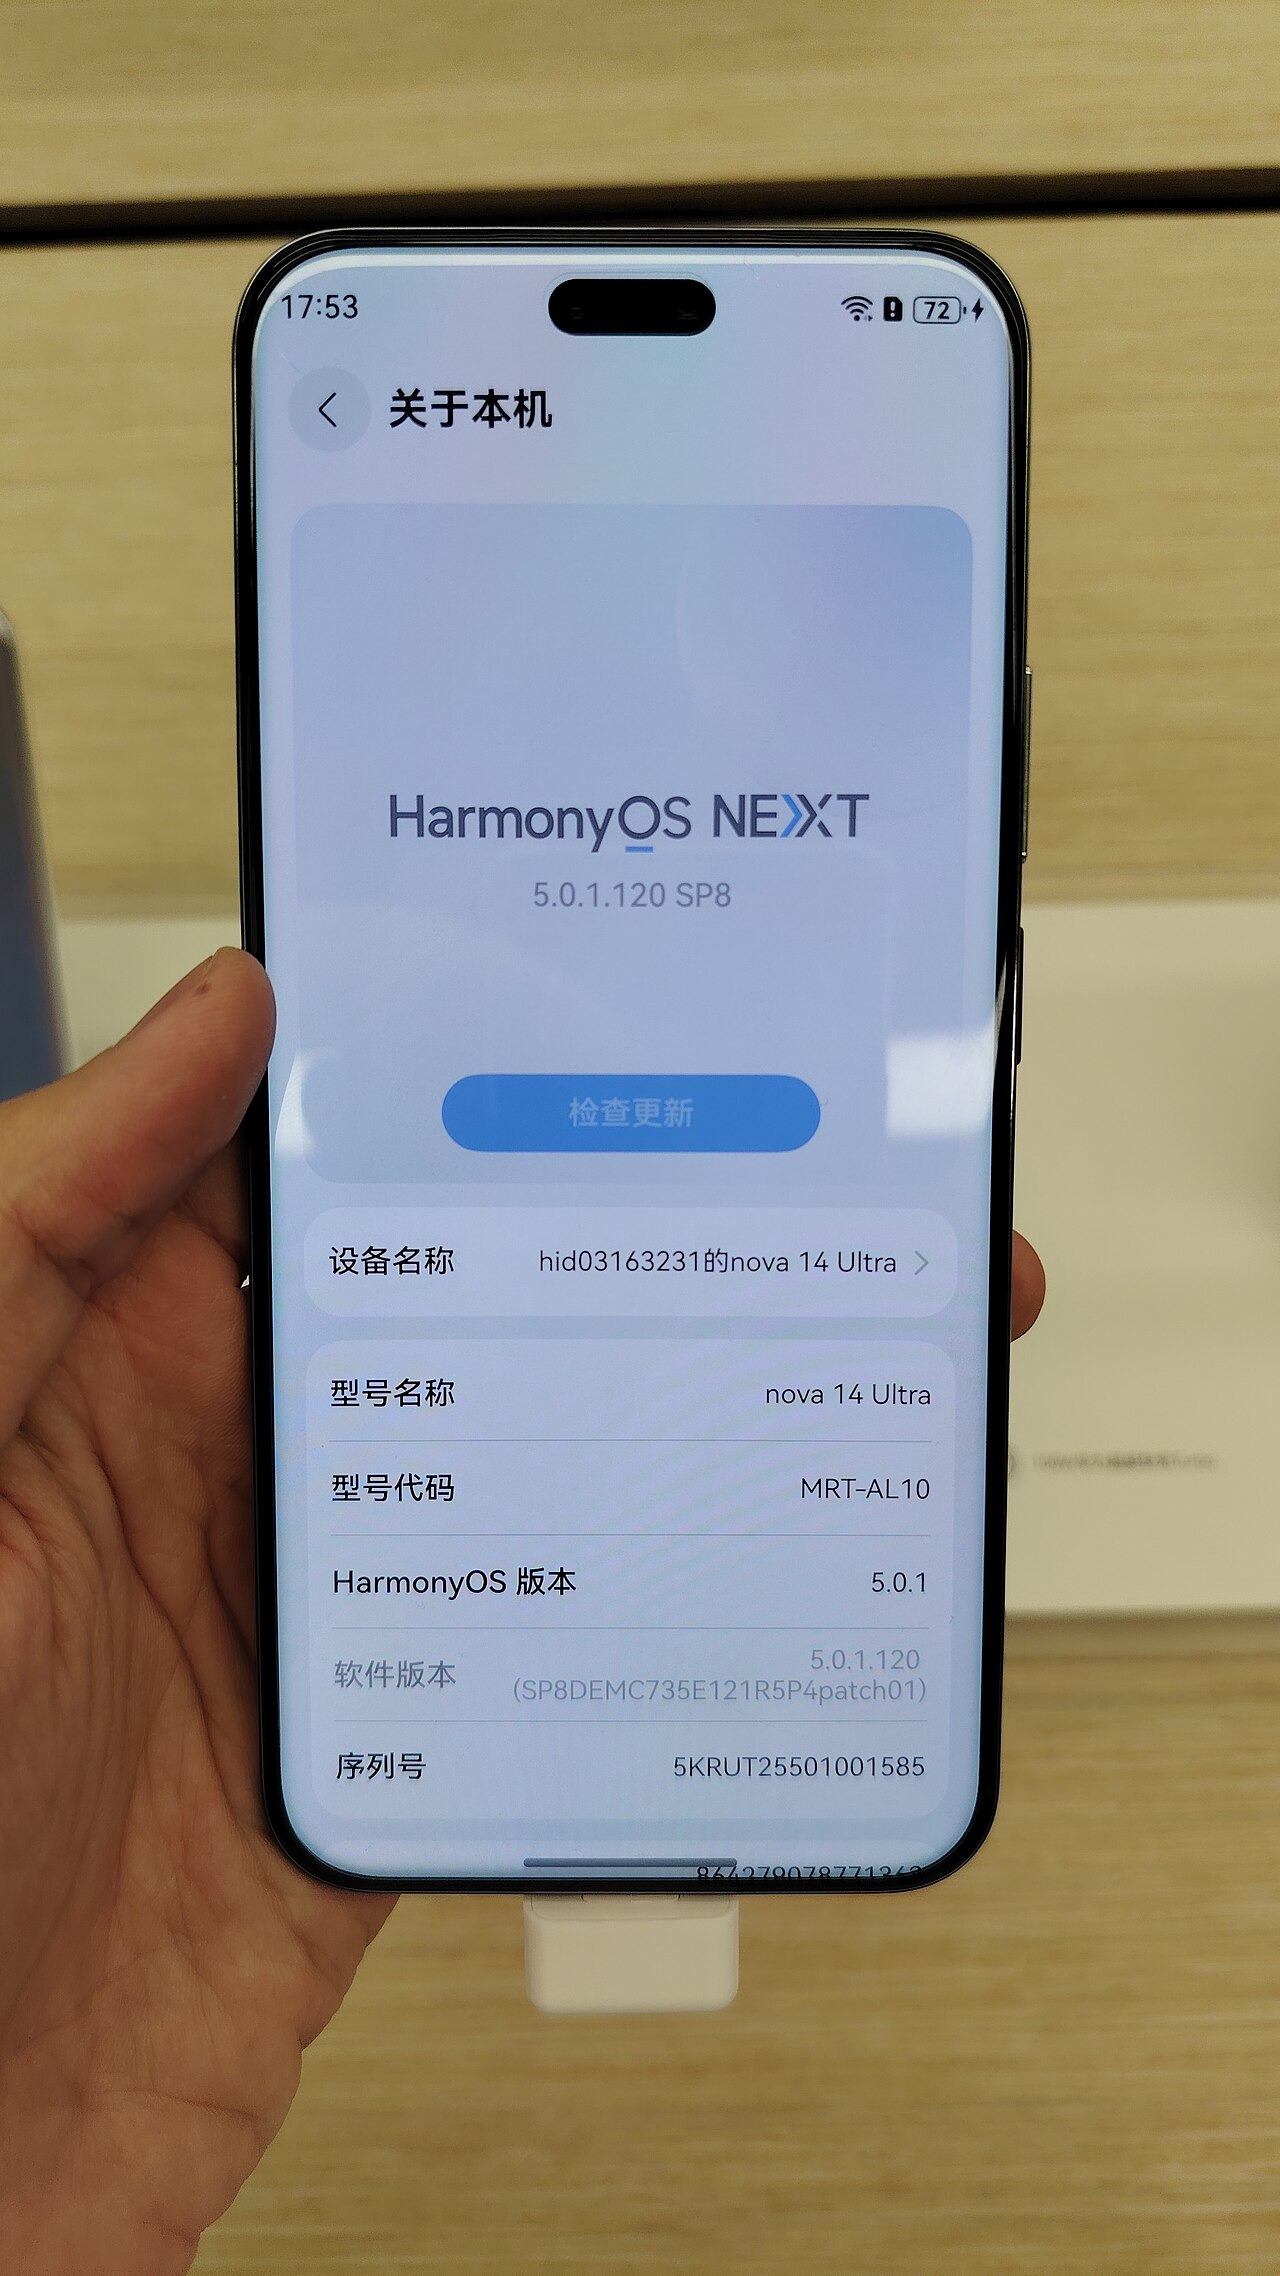 17:53
72
关于本机
HarmonyOS NEXT
5.0.1.120 SP8
检查更新
设备名称 hid03163231的nova 14 Ultra
型号名称 nova 14 Ultra
型号代码 MRT-AL10
HarmonyOS 版本 5.0.1
软件版本 5.0.1.120
(SP8DEMC735E121R5P4patch01)
序列号 5KRUT25501001585